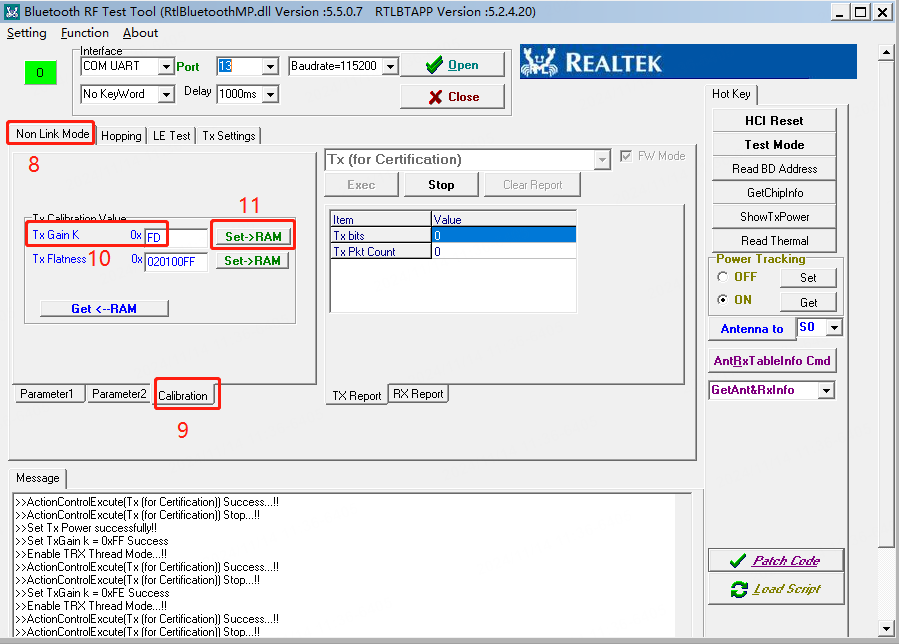 Bluetooth RF Test Tool (RtlBluetoothMP.dll Version :5.5.0.7   RTLBTAPP Version :5.2.4.20)
Setting Function About
0
Interface
COM UART Port 13 Baudrate=115200 Open
No KeyWord Delay 1000ms Close
REALTEK
Non Link Mode Hopping LE Test Tx Settings
8
Tx (for Certification) FW Mode
Exec Stop Clear Report
11
Tx Calibration Value
Tx Gain K 0x FD Set->RAM
10
Tx Flatness 0x 020100FF Set->RAM
Get <--RAM
Item Value
Tx bits 0
Tx Pkt Count 0
Parameter1 Parameter2 Calibration
9
TX Report RX Report
Hot Key
HCI Reset
Test Mode
Read BD Address
GetChipInfo
ShowTxPower
Read Thermal
Power Tracking
OFF Set
ON Get
Antenna to S0
AntRxTableInfo Cmd
GetAnt&RxInfo
Patch Code
Load Script
Message
>>ActionControlExcute(Tx (for Certification)) Success...!!
>>ActionControlExcute(Tx (for Certification)) Stop...!!
>>Set Tx Power successfully!!
>>Set TxGain k = 0xFF Success
>>Enable TRX Thread Mode...!!
>>ActionControlExcute(Tx (for Certification)) Success...!!
>>ActionControlExcute(Tx (for Certification)) Stop...!!
>>Set TxGain k = 0xFE Success
>>Enable TRX Thread Mode...!!
>>ActionControlExcute(Tx (for Certification)) Success...!!
>>ActionControlExcute(Tx (for Certification)) Stop...!!